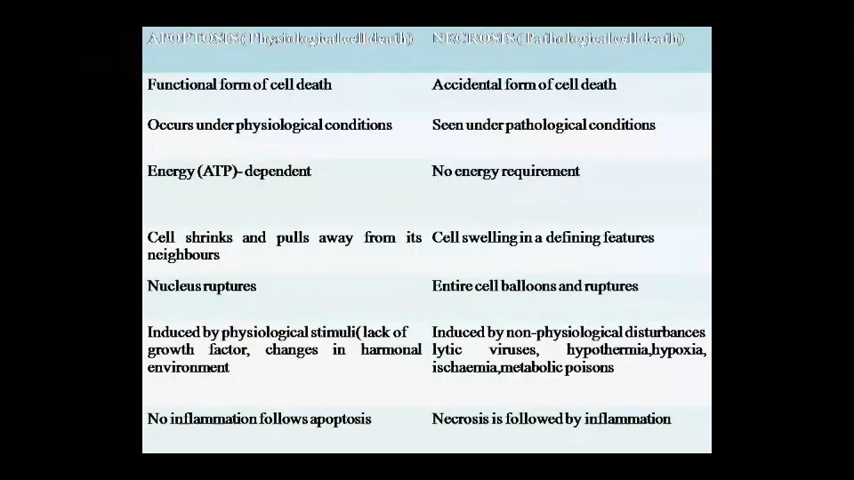 APOPTOSIS( Physiological cell death) NECROSIS( Pathological cell death)
Functional form of cell death Accidental form of cell death
Occurs under physiological conditions Seen under pathological conditions
Energy (ATP)- dependent No energy requirement
Cell shrinks and pulls away from its Cell swelling in a defining features
neighbours
Nucleus ruptures Entire cell balloons and ruptures
Induced by physiological stimuli( lack of Induced by non-physiological disturbances
growth factor, changes in harmonal lytic viruses, hypothermia,hypoxia,
environment ischaemia,metabolic poisons
No inflammation follows apoptosis Necrosis is followed by inflammation